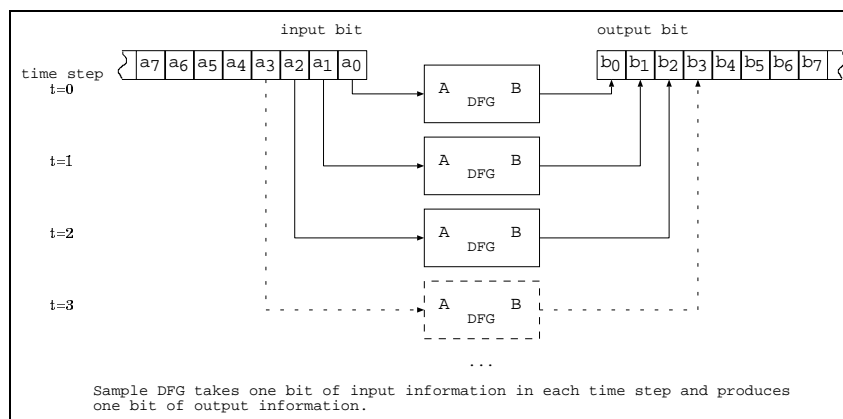 input bit output bit
a7 a6 a5 a4 a3 a2 a1 a0 b0 b1 b2 b3 b4 b5 b6 b7
time step
t=0 A DFG B
t=1 A DFG B
t=2 A DFG B
t=3 A DFG B
...
Sample DFG takes one bit of input information in each time step and produces
one bit of output information.